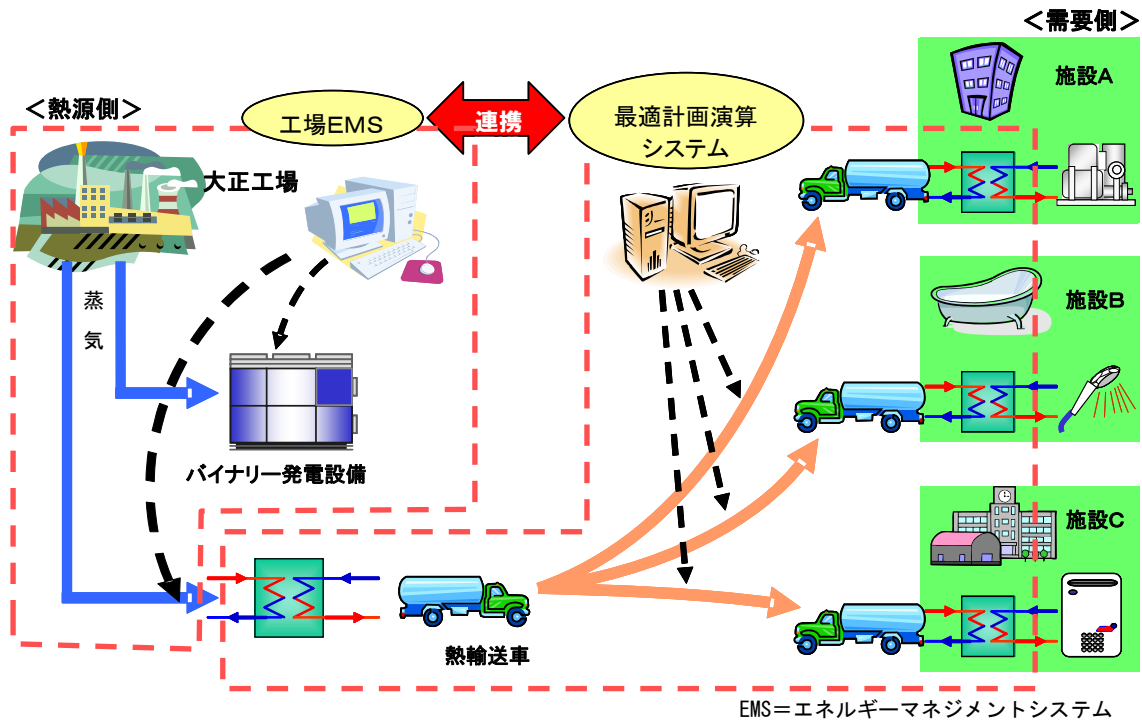 ＜需要側＞
施設A
＜熱源側＞
工場EMS
連携
最適計画演算
システム
大正工場
蒸
気
施設B
バイナリー発電設備
施設C
熱輸送車
EMS＝エネルギーマネジメントシステム